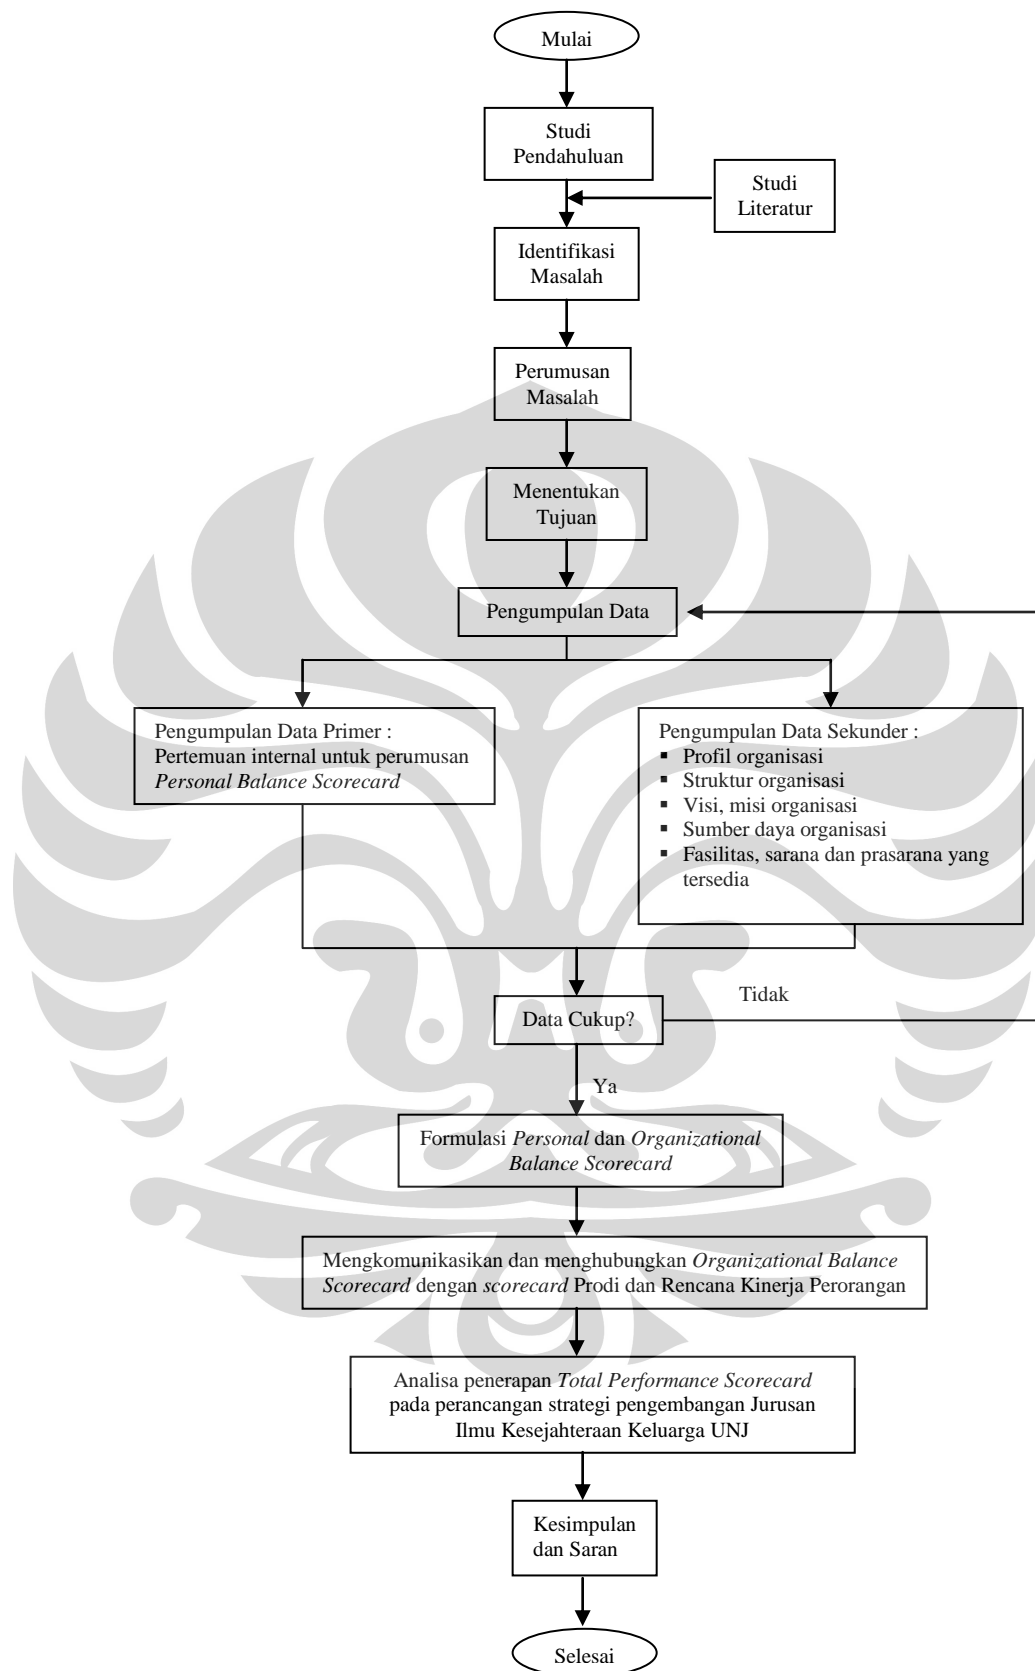 Mulai
Studi
Pendahuluan
Studi
Literatur
Identifikasi
Masalah
Perumusan
Masalah
Menentukan
Tujuan
Pengumpulan Data
Pengumpulan Data Primer :
Pertemuan internal untuk perumusan
Personal Balance Scorecard
Pengumpulan Data Sekunder :
▪ Profil organisasi
▪ Struktur organisasi
▪ Visi, misi organisasi
▪ Sumber daya organisasi
▪ Fasilitas, sarana dan prasarana yang
tersedia
Data Cukup?
Tidak
Ya
Formulasi Personal dan Organizational
Balance Scorecard
Mengkomunikasikan dan menghubungkan Organizational Balance
Scorecard dengan scorecard Prodi dan Rencana Kinerja Perorangan
Analisa penerapan Total Performance Scorecard
pada perancangan strategi pengembangan Jurusan
Ilmu Kesejahteraan Keluarga UNJ
Kesimpulan
dan Saran
Selesai